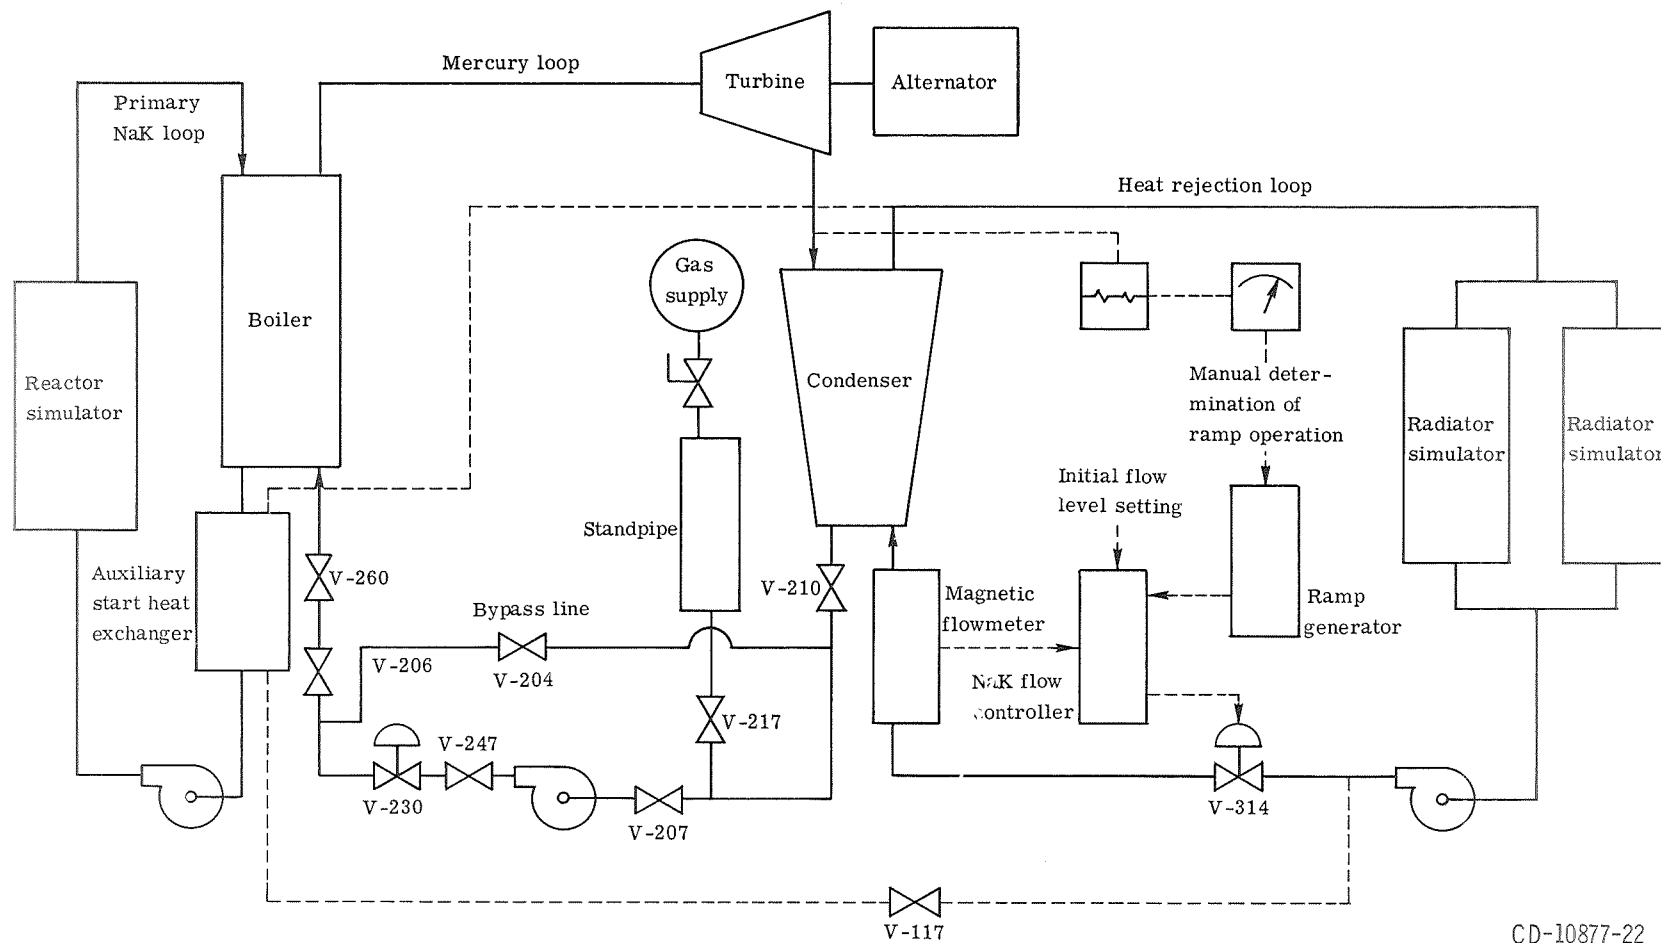 Mercury loop
Turbine
Alternator
Primary
NaK loop
Heat rejection loop
Gas
supply
Boiler
Condenser
Reactor
simulator
Manual deter-
mination of
ramp operation
Radiator
simulator
Radiator
simulator
Initial flow
level setting
Standpipe
Auxiliary
start heat
exchanger
V-260
V-210
Bypass line
Magnetic
flowmeter
Ramp
generator
V-206
V-204
NaK flow
controller
V-217
V-247
V-230
V-207
V-314
V-117
CD-10877-22